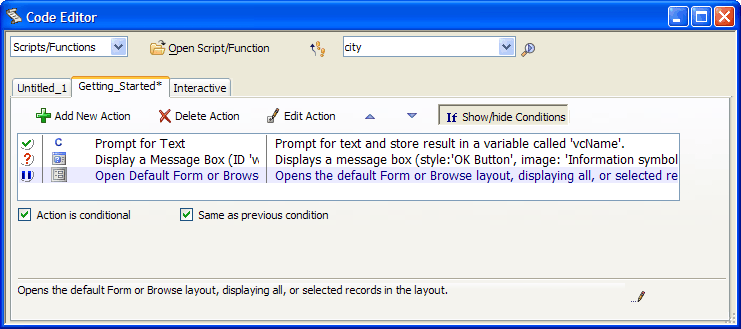 Code Editor
Scripts/Functions Open Script/Function city
Untitled_1 Getting_Started* Interactive
Add New Action Delete Action Edit Action If Show/hide Conditions
C Prompt for Text Prompt for text and store result in a variable called 'vcName'.
Display a Message Box (ID 'v Displays a message box (style:'OK Button', image: 'Information symbol
Open Default Form or Brows Opens the default Form or Browse layout, displaying all, or selected re
Action is conditional Same as previous condition
Opens the default Form or Browse layout, displaying all, or selected records in the layout.